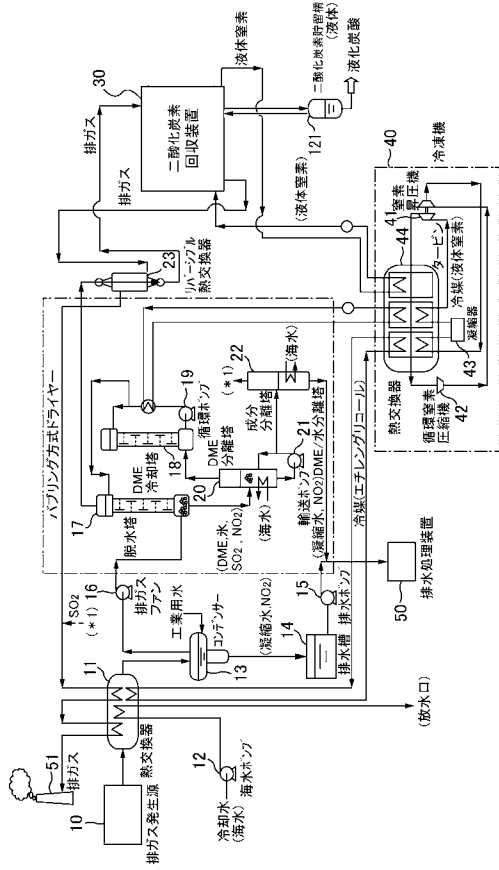 30
二酸化炭素
回収装置
排ガス
排ガス
液体窒素
(液体窒素)
121
二酸化炭素貯留槽
(液体)
液化炭酸
40
冷凍機
23
リバーシブル
熱交換器
バブリング方式ドライヤー
17
DME
冷却塔
18
19
循環ポンプ
脱水塔
DME
分離塔
20
成分
分離塔
22
(*1)
(海水)
(海水)
21
輸送ポンプ
(凝縮水, NO2)DME/水分離塔
(DME,氷,
SO2 , NO2)
41
窒素
昇圧機
44
タービン
冷媒(液体窒素)
凝縮器
43
熱交換器
循環窒素
圧縮機
42
冷媒(エチレングリコール)
SO2
(*1)
16
排ガス
ファン
工業用水
コンデンサー
13
(凝縮水,NO2)
14
排水槽
15
排水ポンプ
50
排水処理装置
11
熱交換器
51
排ガス
10
排ガス発生源
12
海水ポンプ
冷却水
(海水)
(放水口)